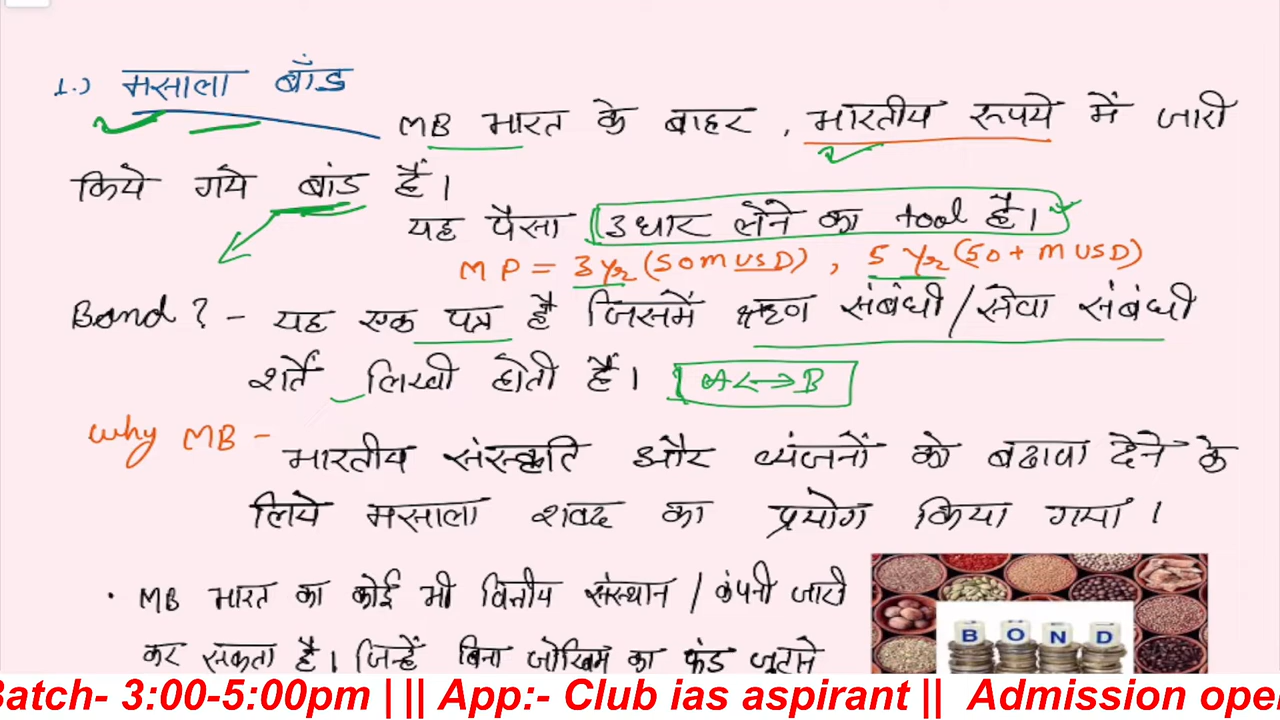 1.) मसाला बाँड
MB भारत के बाहर, भारतीय रूपये में जारी
किये गये बांड हैं।
यह पैसा उधार लेने का tool है।
MP = 3 Yr (50 m USD), 5 Yr (50 + m USD)
Bond? - यह एक पत्र है जिसमें ऋण संबंधी / सेवा संबंधी
शर्तें लिखी होती हैं। A <-> B
Why MB - भारतीय संस्कृति और व्यंजनों को बढावा देने के
लिये मसाला शब्द का प्रयोग किया गया।
• MB भारत का कोई भी वित्तीय संस्थान / कंपनी जारी
कर सकता है। जिन्हें बिना जोखिम का फंड जुटाने
BOND
Batch- 3:00-5:00pm | || App:- Club ias aspirant || Admission open